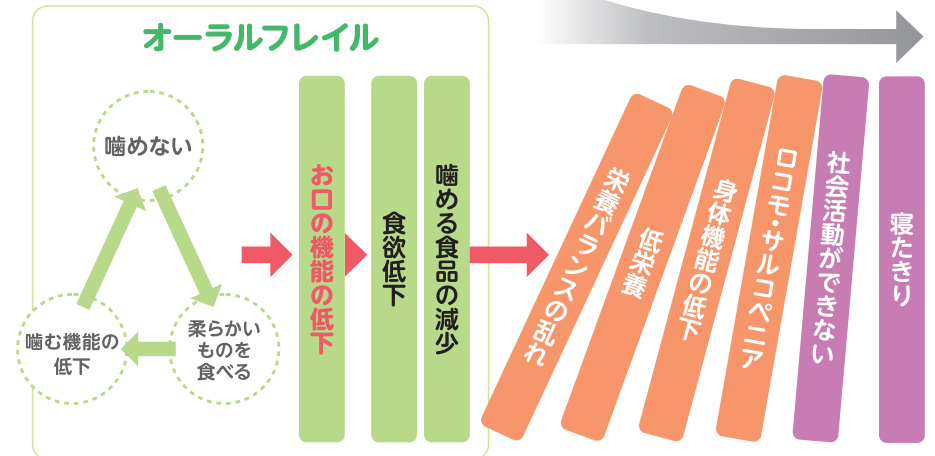 オーラルフレイル
噛めない
柔らかい
ものを
食べる
噛む機能の
低下
お口の機能の低下
食欲低下
噛める食品の減少
栄養バランスの乱れ
低栄養
身体機能の低下
ロコモ・サルコペニア
社会活動ができない
寝たきり